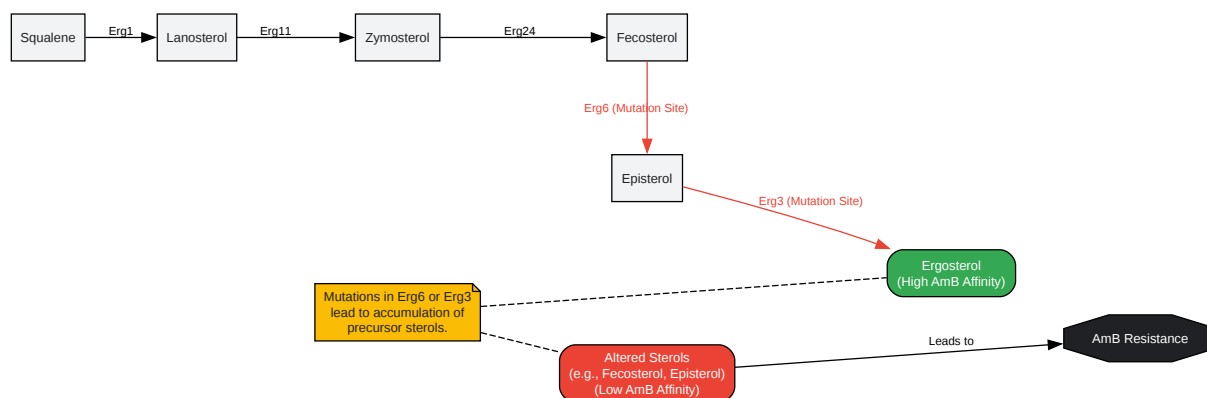 Squalene
Erg1
Lanosterol
Erg11
Zymosterol
Erg24
Fecosterol
Erg6 (Mutation Site)
Episterol
Erg3 (Mutation Site)
Ergosterol
(High AmB Affinity)
Mutations in Erg6 or Erg3
lead to accumulation of
precursor sterols.
Altered Sterols
(e.g., Fecosterol, Episterol)
(Low AmB Affinity)
Leads to
AmB Resistance